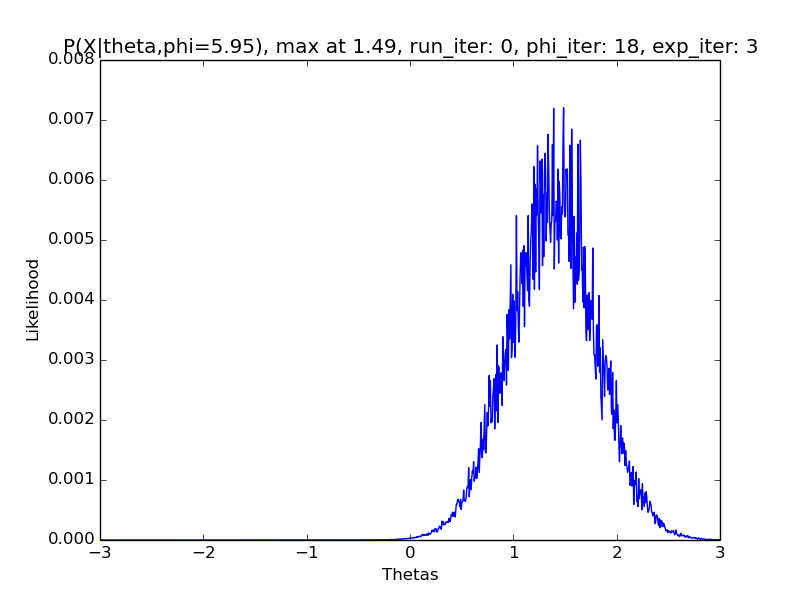 P(X|theta,phi=5.95), max at 1.49, run_iter: 0, phi_iter: 18, exp_iter: 3
0.008
0.007
0.006
0.005
0.004
0.003
0.002
0.001
0.000
Likelihood
−3 −2 −1 0 1 2 3
Thetas